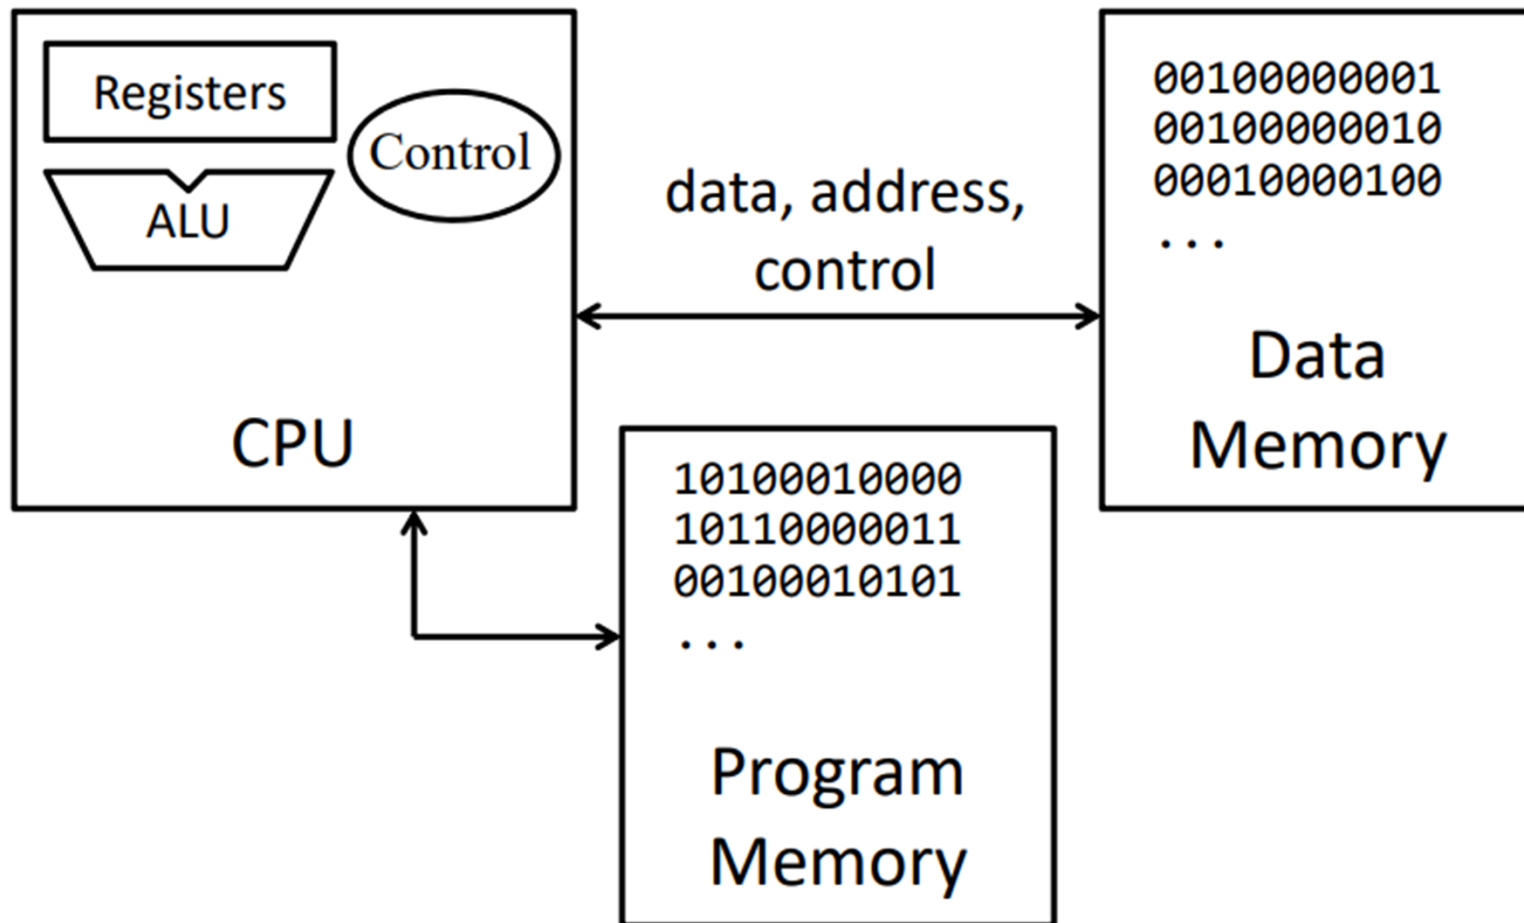 Registers
Control
ALU
CPU
data, address,
control
00100000001
00100000010
00010000100
...
Data
Memory
10100010000
10110000011
00100010101
...
Program
Memory